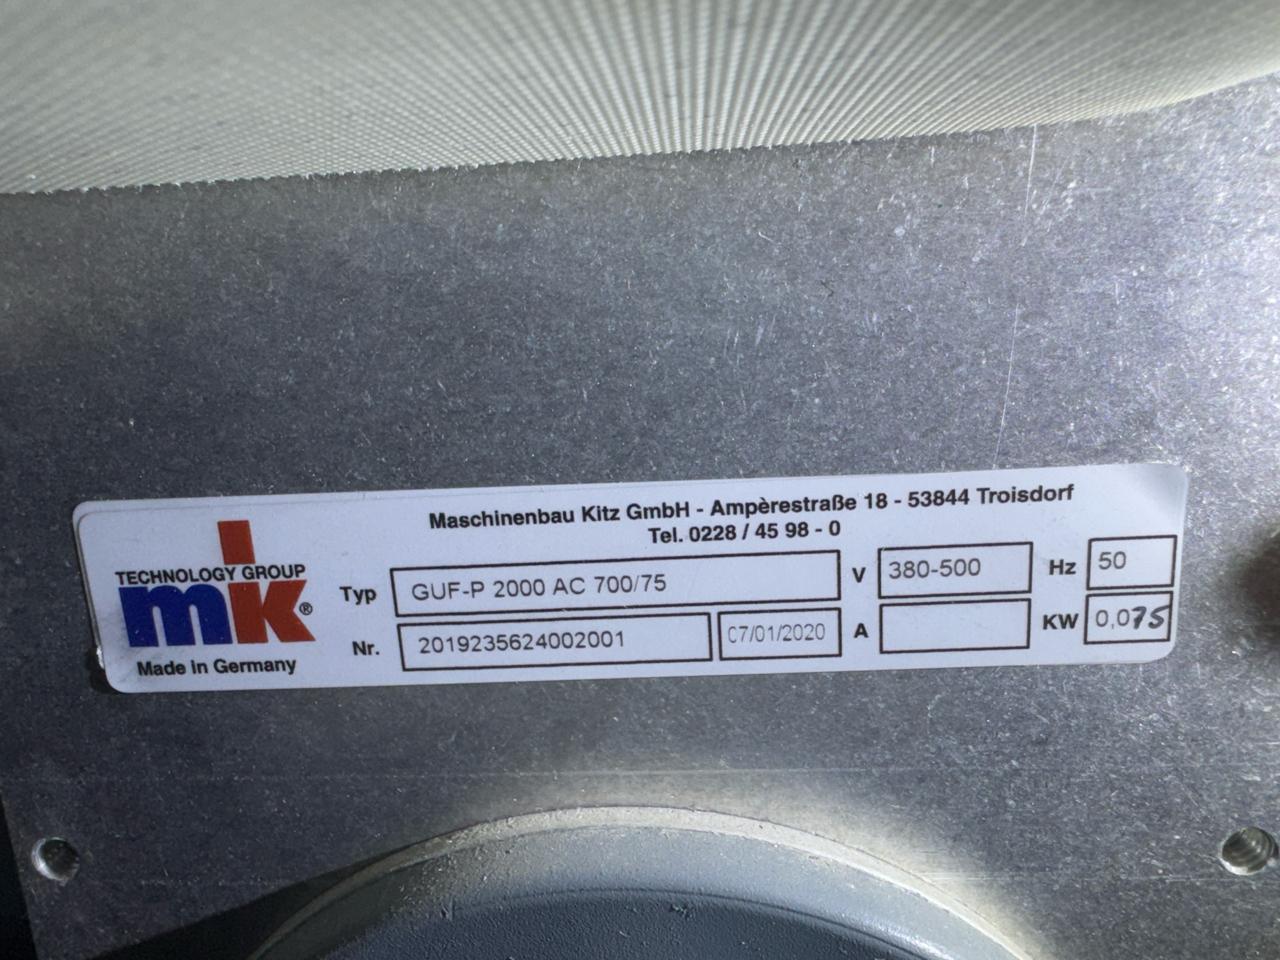 Maschinenbau Kitz GmbH - Ampèrestraße 18 - 53844 Troisdorf
Tel. 0228 / 45 98 - 0
TECHNOLOGY GROUP
mk®
Made in Germany
Typ GUF-P 2000 AC 700/75 V 380-500 Hz 50
Nr. 2019235624002001 07/01/2020 A KW 0,075